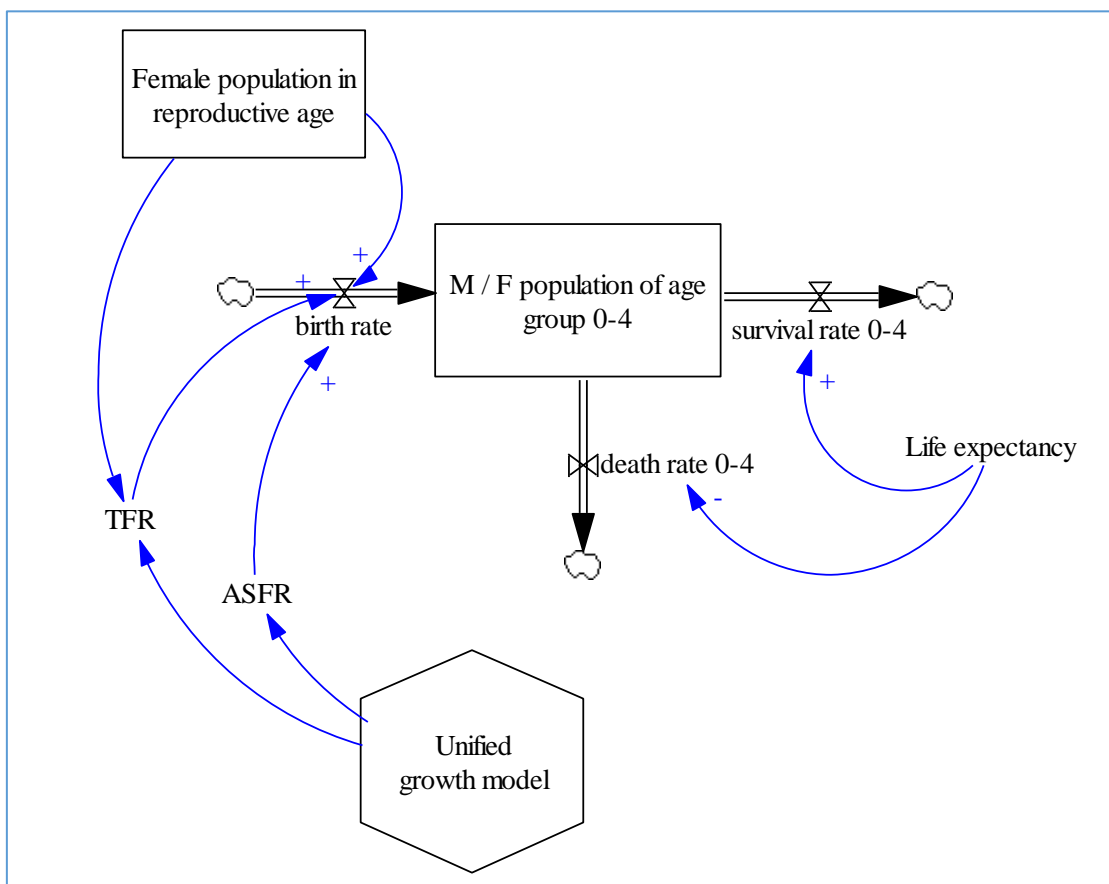 Female population in
reproductive age
+
+
birth rate
+
M / F population of age
group 0-4
survival rate 0-4
+
Life expectancy
death rate 0-4
-
TFR
ASFR
Unified
growth model